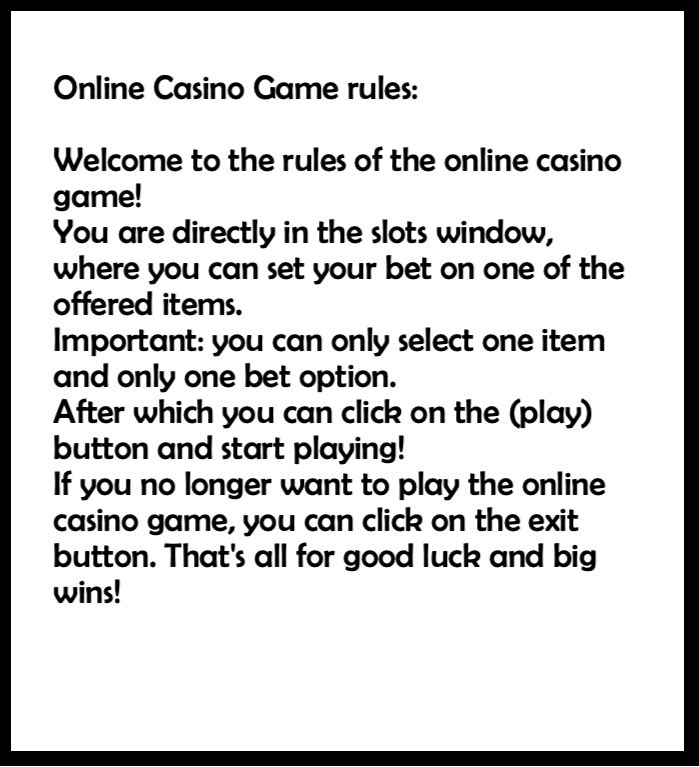 Online Casino Game rules:
Welcome to the rules of the online casino
game!
You are directly in the slots window,
where you can set your bet on one of the
offered items.
Important: you can only select one item
and only one bet option.
After which you can click on the (play)
button and start playing!
If you no longer want to play the online
casino game, you can click on the exit
button. That's all for good luck and big
wins!